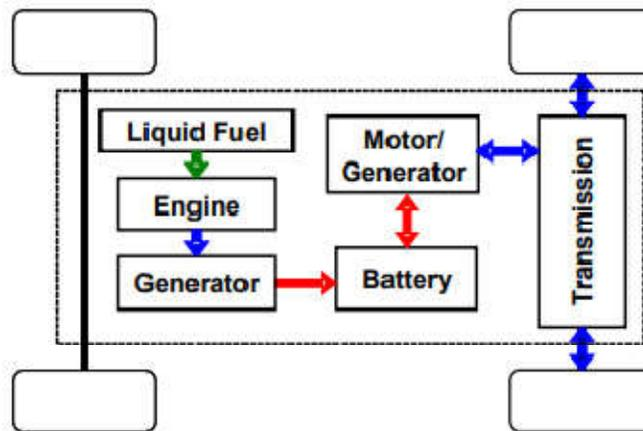 Liquid Fuel
Engine
Generator
Motor/
Generator
Battery
Transmission